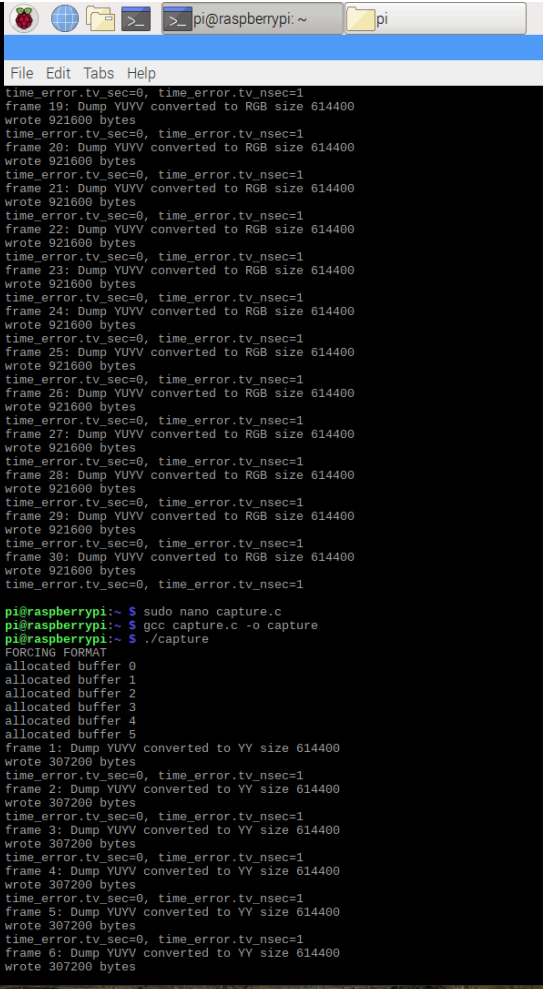 pi@raspberrypi: ~
pi
File Edit Tabs Help
time_error.tv_sec=0, time_error.tv_nsec=1
frame 19: Dump YUYV converted to RGB size 614400
wrote 921600 bytes
time_error.tv_sec=0, time_error.tv_nsec=1
frame 20: Dump YUYV converted to RGB size 614400
wrote 921600 bytes
time_error.tv_sec=0, time_error.tv_nsec=1
frame 21: Dump YUYV converted to RGB size 614400
wrote 921600 bytes
time_error.tv_sec=0, time_error.tv_nsec=1
frame 22: Dump YUYV converted to RGB size 614400
wrote 921600 bytes
time_error.tv_sec=0, time_error.tv_nsec=1
frame 23: Dump YUYV converted to RGB size 614400
wrote 921600 bytes
time_error.tv_sec=0, time_error.tv_nsec=1
frame 24: Dump YUYV converted to RGB size 614400
wrote 921600 bytes
time_error.tv_sec=0, time_error.tv_nsec=1
frame 25: Dump YUYV converted to RGB size 614400
wrote 921600 bytes
time_error.tv_sec=0, time_error.tv_nsec=1
frame 26: Dump YUYV converted to RGB size 614400
wrote 921600 bytes
time_error.tv_sec=0, time_error.tv_nsec=1
frame 27: Dump YUYV converted to RGB size 614400
wrote 921600 bytes
time_error.tv_sec=0, time_error.tv_nsec=1
frame 28: Dump YUYV converted to RGB size 614400
wrote 921600 bytes
time_error.tv_sec=0, time_error.tv_nsec=1
frame 29: Dump YUYV converted to RGB size 614400
wrote 921600 bytes
time_error.tv_sec=0, time_error.tv_nsec=1
frame 30: Dump YUYV converted to RGB size 614400
wrote 921600 bytes
time_error.tv_sec=0, time_error.tv_nsec=1
pi@raspberrypi:~ $ sudo nano capture.c
pi@raspberrypi:~ $ gcc capture.c -o capture
pi@raspberrypi:~ $ ./capture
FORCING FORMAT
allocated buffer 0
allocated buffer 1
allocated buffer 2
allocated buffer 3
allocated buffer 4
allocated buffer 5
frame 1: Dump YUYV converted to YY size 614400
wrote 307200 bytes
time_error.tv_sec=0, time_error.tv_nsec=1
frame 2: Dump YUYV converted to YY size 614400
wrote 307200 bytes
time_error.tv_sec=0, time_error.tv_nsec=1
frame 3: Dump YUYV converted to YY size 614400
wrote 307200 bytes
time_error.tv_sec=0, time_error.tv_nsec=1
frame 4: Dump YUYV converted to YY size 614400
wrote 307200 bytes
time_error.tv_sec=0, time_error.tv_nsec=1
frame 5: Dump YUYV converted to YY size 614400
wrote 307200 bytes
time_error.tv_sec=0, time_error.tv_nsec=1
frame 6: Dump YUYV converted to YY size 614400
wrote 307200 bytes